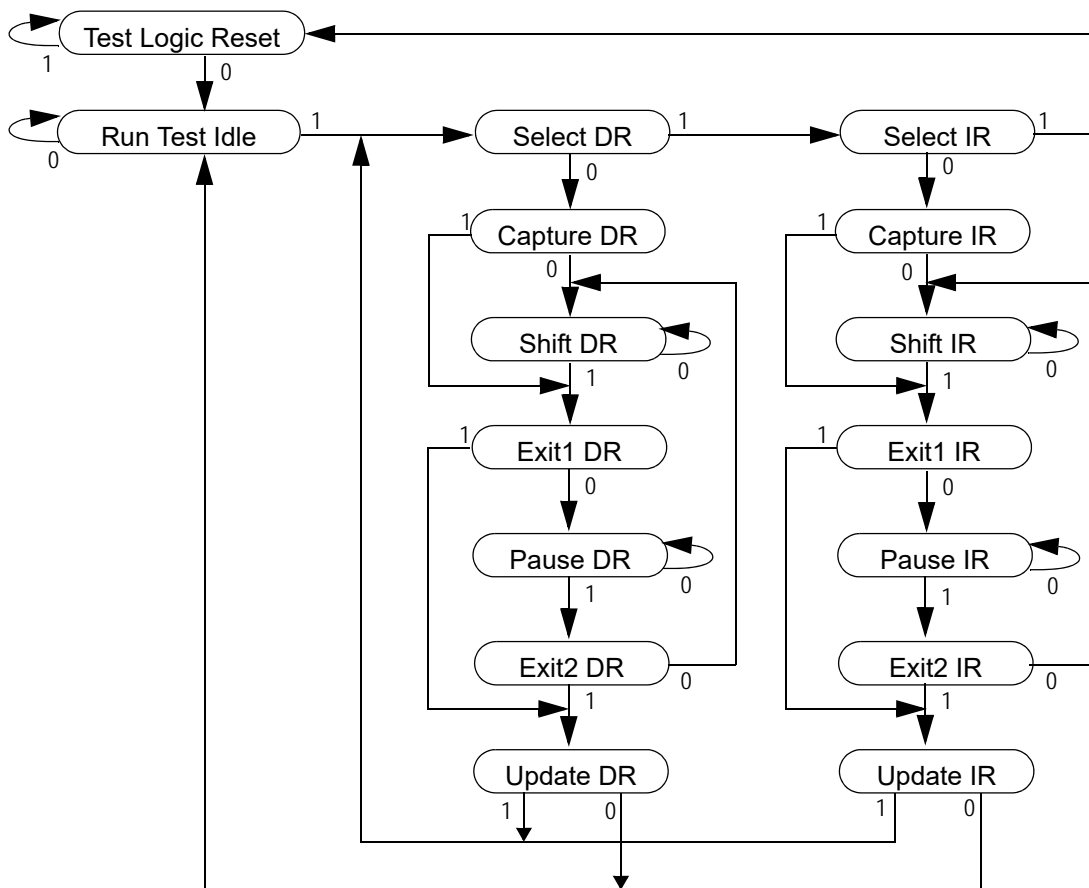 Test Logic Reset
1
0
Run Test Idle
1
0
Select DR
1
0
Select IR
1
0
1
Capture DR
0
1
Capture IR
0
Shift DR
0
1
Shift IR
0
1
1
Exit1 DR
0
1
Exit1 IR
0
Pause DR
0
1
Pause IR
0
1
Exit2 DR
0
1
Exit2 IR
0
1
Update DR
1
0
Update IR
1
0